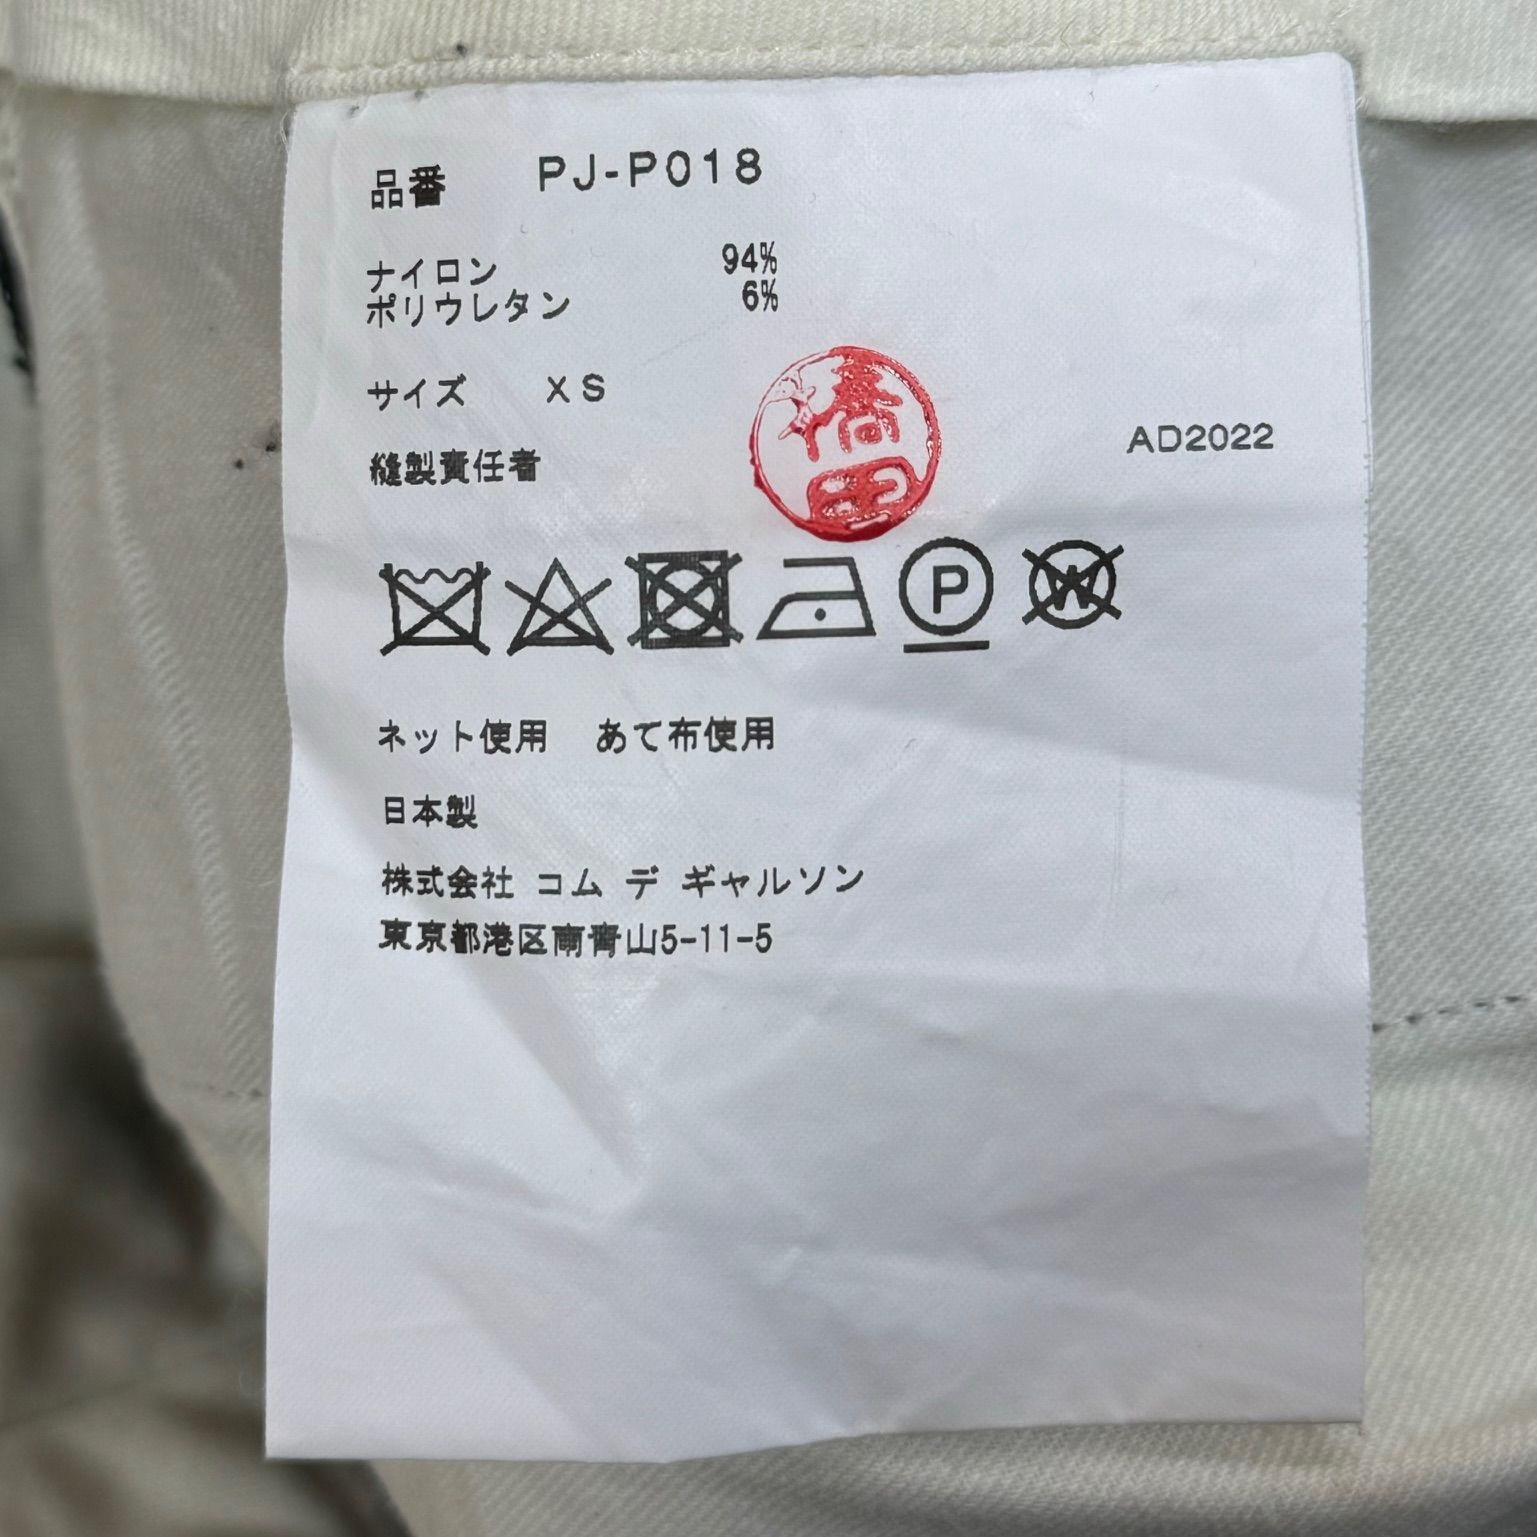 品番 PJ-P018
ナイロン 94%
ポリウレタン 6%
サイズ XS
縫製責任者
橋田
AD2022
P W
ネット使用 あて布使用
日本製
株式会社 コム デ ギャルソン
東京都港区南青山5-11-5